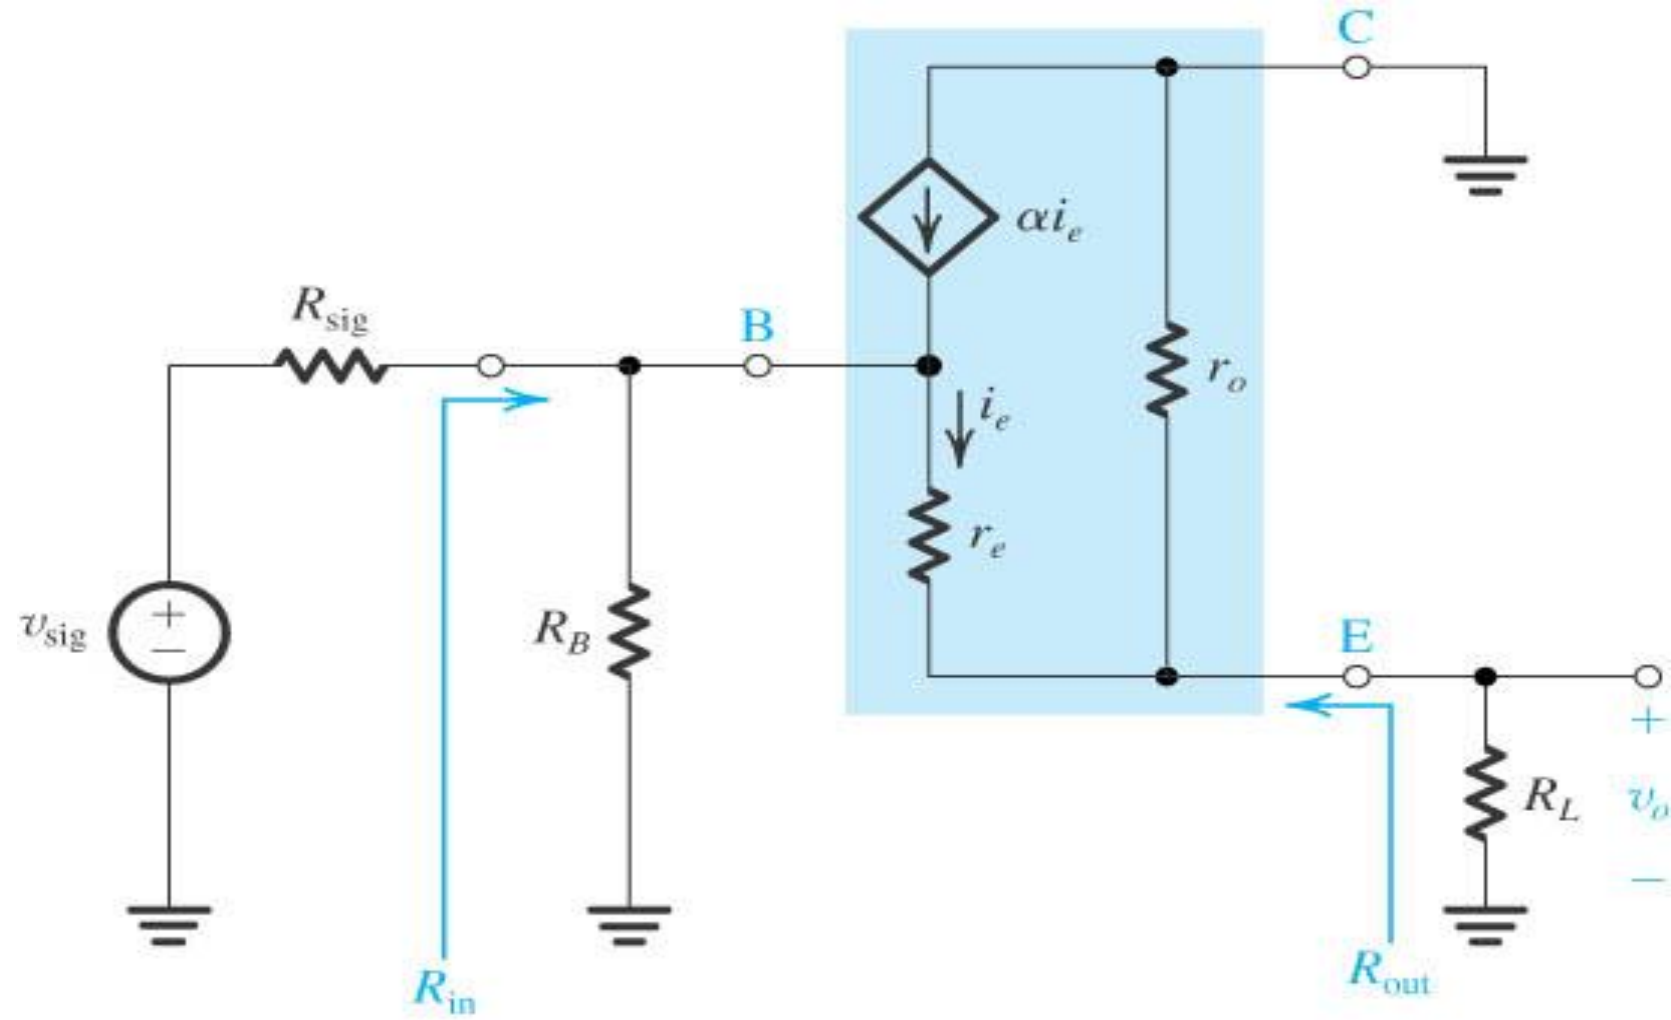 C
αi_e
R_sig
B
r_o
i_e
r_e
v_sig
+
−
R_B
E
+
R_L
v_o
−
R_in
R_out